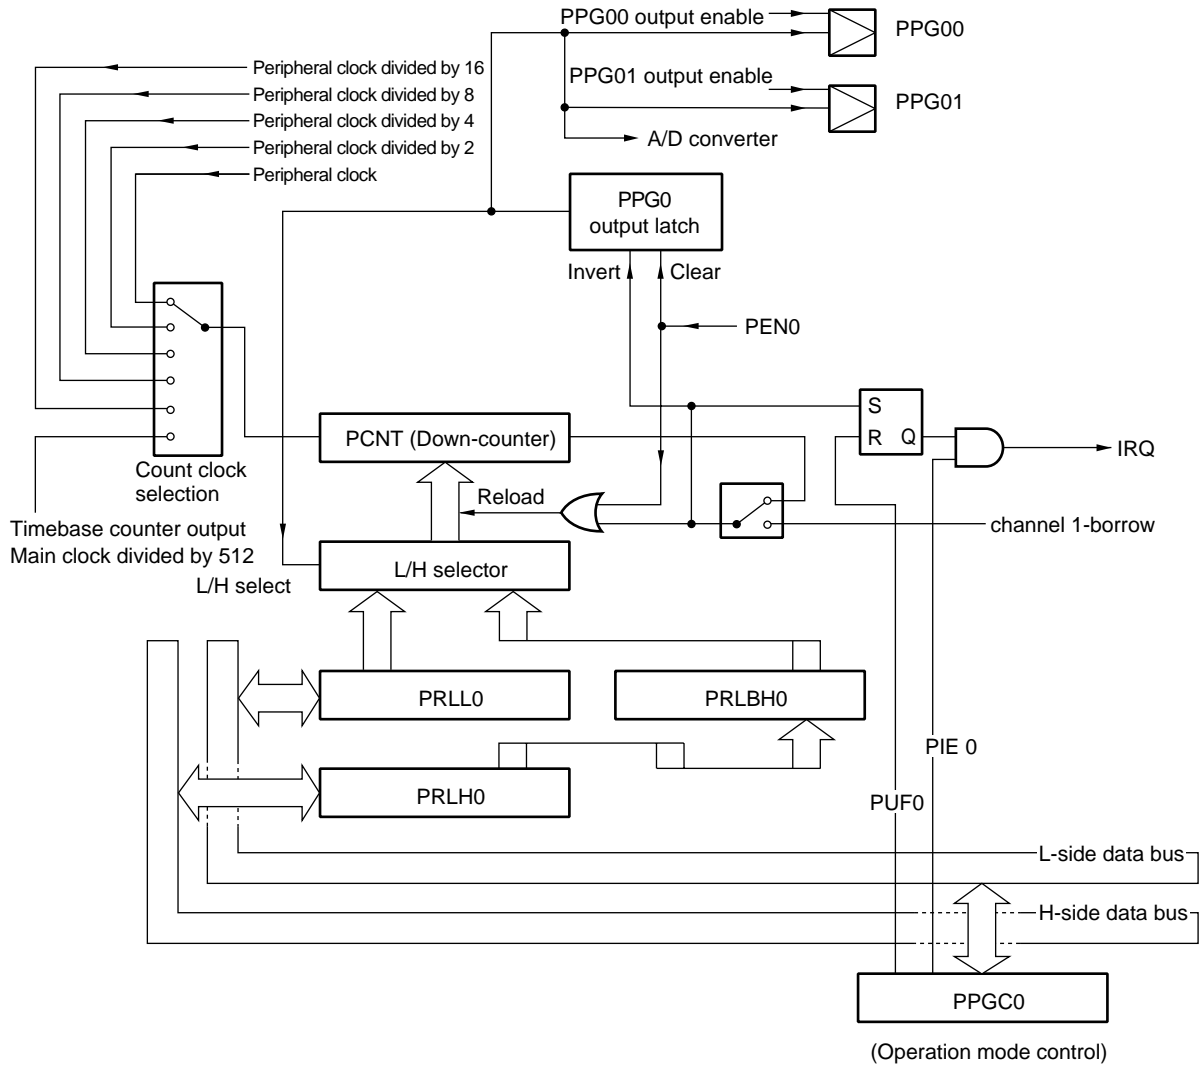 PPG00 output enable
PPG00
Peripheral clock divided by 16
PPG01 output enable
Peripheral clock divided by 8
PPG01
Peripheral clock divided by 4
A/D converter
Peripheral clock divided by 2
Peripheral clock
PPG0
output latch
Invert
Clear
PEN0
S
R
Q
PCNT (Down-counter)
IRQ
Count clock
selection
Reload
Timebase counter output
Main clock divided by 512
channel 1-borrow
L/H selector
L/H select
PRLL0
PRLBH0
PIE 0
PRLH0
PUF0
L-side data bus
H-side data bus
PPGC0
(Operation mode control)